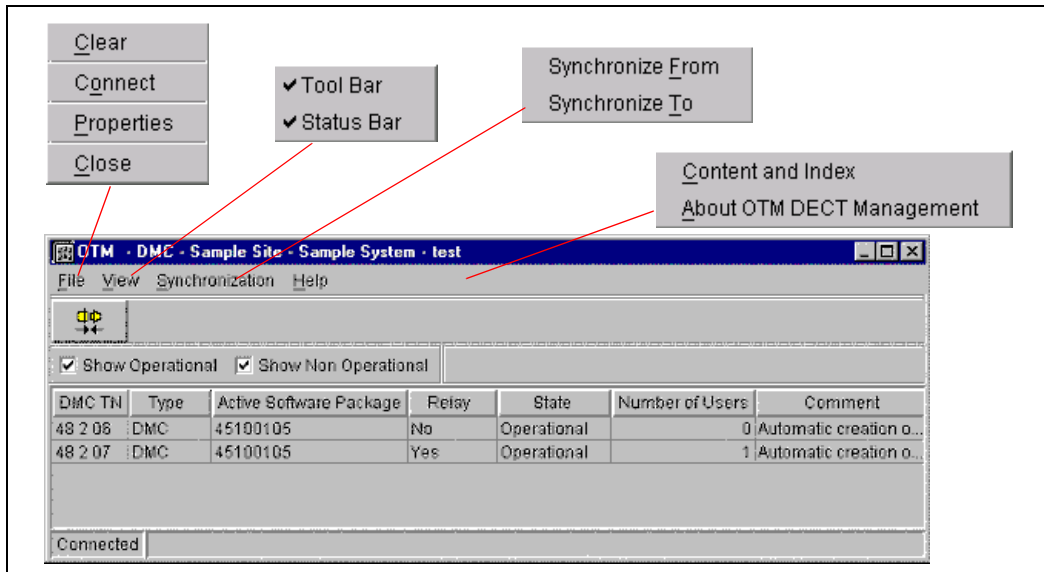 Clear
Connect
Properties
Close
Tool Bar
Status Bar
Synchronize From
Synchronize To
Content and Index
About OTM DECT Management
OTM - DMC - Sample Site - Sample System - test
File View Synchronization Help
Show Operational Show Non Operational
DMC TN Type Active Software Package Relay State Number of Users Comment
48 2 06 DMC 45100105 No Operational 0 Automatic creation o...
48 2 07 DMC 45100105 Yes Operational 1 Automatic creation o...
Connected